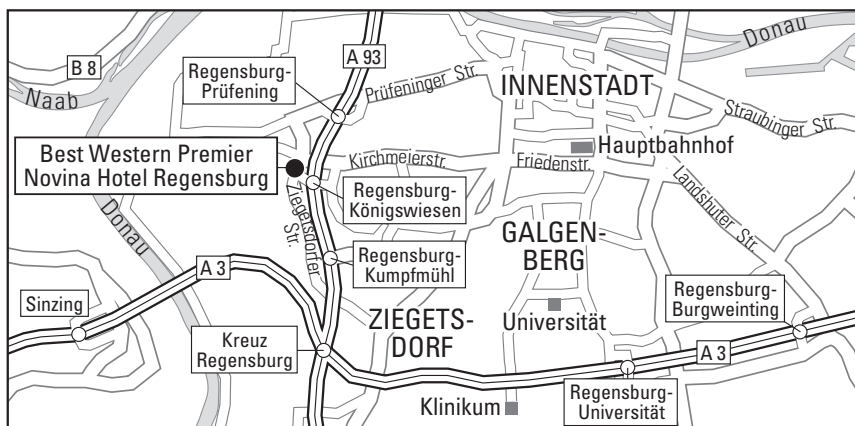 Donau
A 93
B 8
Regensburg-
Prüfening
Naab
Prüfeninger Str.
INNENSTADT
Straubinger Str.
Best Western Premier
Novina Hotel Regensburg
Kirchmeierstr.
Friedenstr.
Hauptbahnhof
Regensburg-
Königswiesen
Landshuter Str.
Donau
Ziegetsdorfer
Str.
GALGEN-
BERG
Regensburg-
Kumpfmühl
A 3
Sinzing
Regensburg-
Burgweinting
ZIEGETS-
DORF
Universität
Kreuz
Regensburg
A 3
Klinikum
Regensburg-
Universität